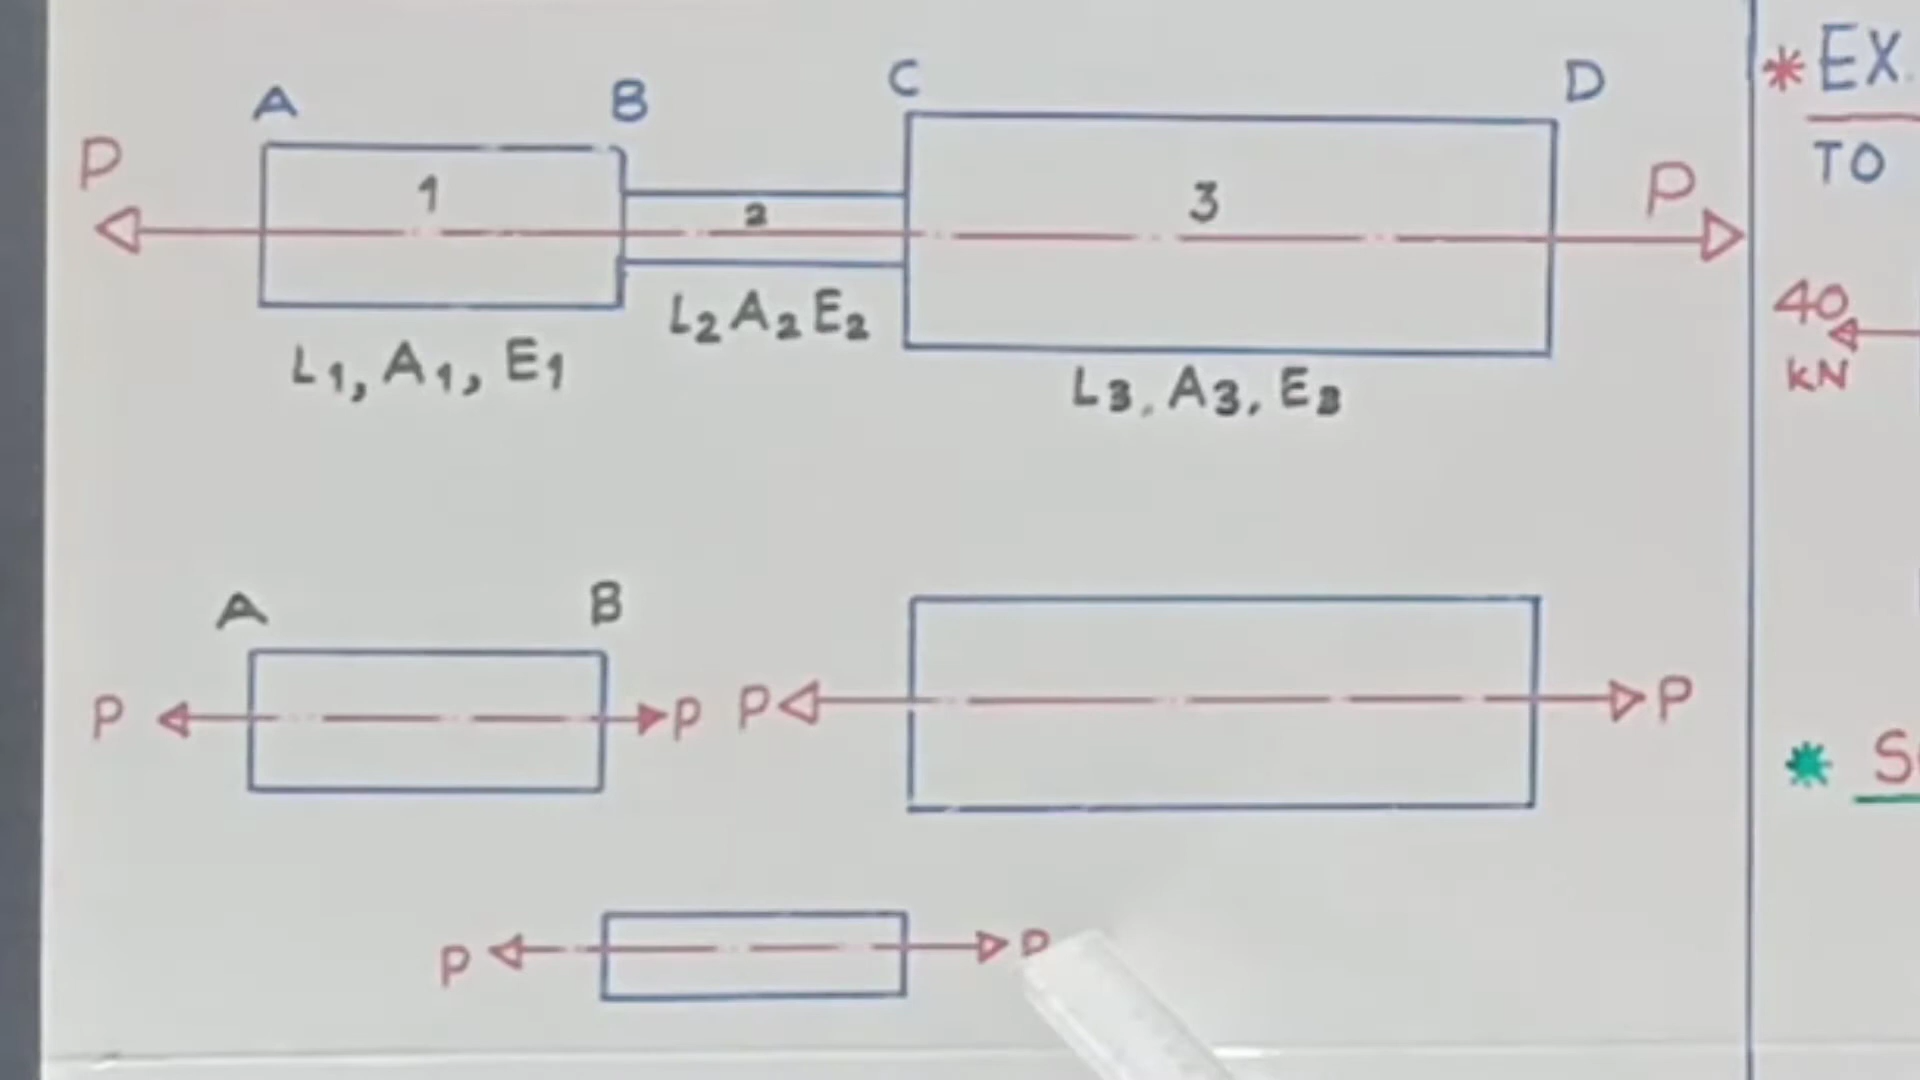 A B C D
P 1 2 3 P
L1, A1, E1 L2 A2 E2 L3, A3, E3
A B
P P P P
P P
* EX.
TO
40
kN
* S